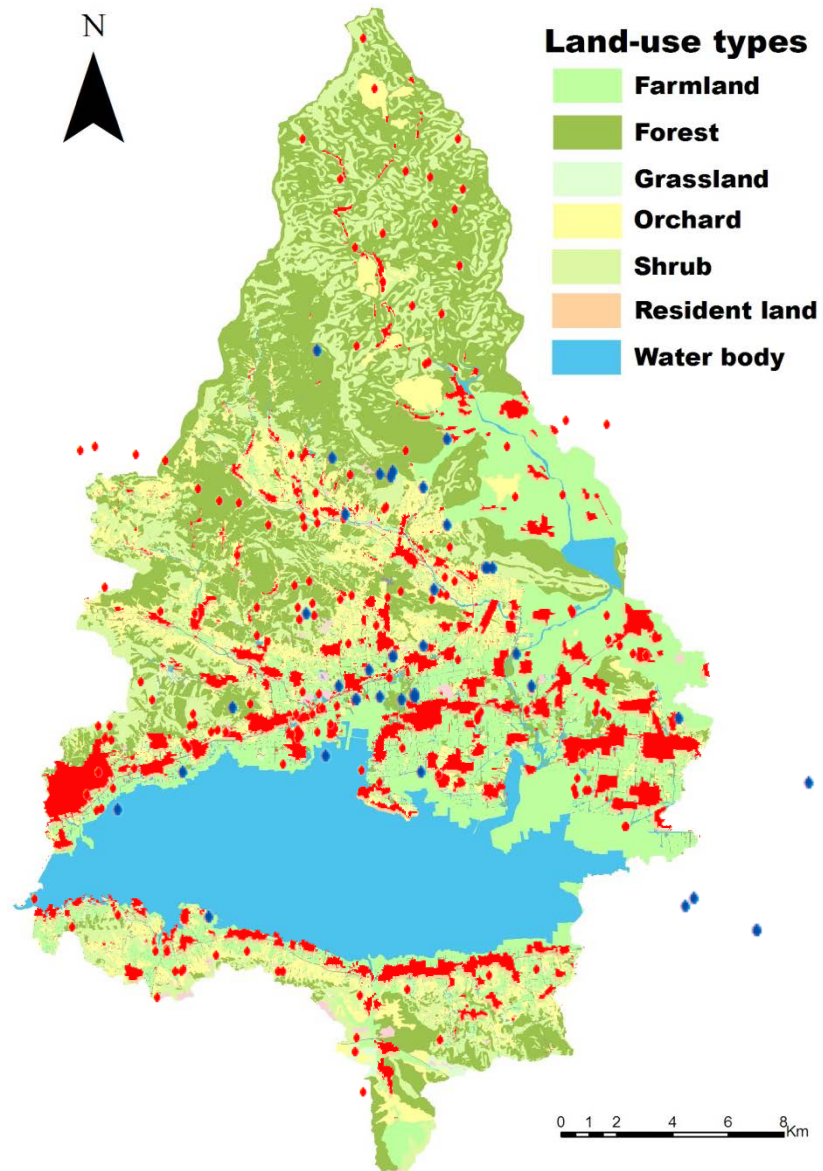 N
Land-use types
Farmland
Forest
Grassland
Orchard
Shrub
Resident land
Water body
0 1 2 4 6 8
Km